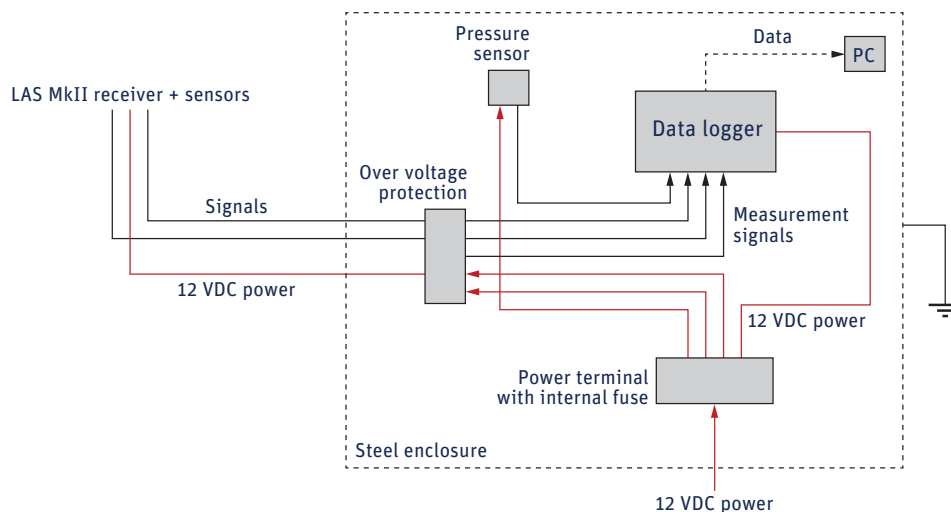 Data
PC
Pressure
sensor
LAS MkII receiver + sensors
Data logger
Over voltage
protection
Signals
Measurement
signals
12 VDC power
12 VDC power
Power terminal
with internal fuse
Steel enclosure
12 VDC power